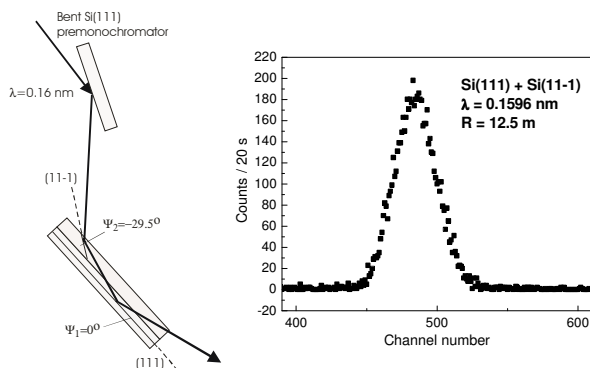 Bent Si(111)
premonochromator
λ=0.16 nm
(11-1)
Ψ2=−29.5º
Ψ1=0º
(111)
220
200
180
160
140
120
100
80
60
40
20
0
-20
Counts / 20 s
Si(111) + Si(11-1)
λ = 0.1596 nm
R = 12.5 m
400 500 600
Channel number